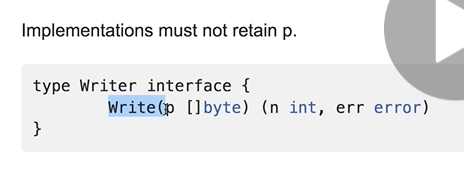 Implementations must not retain p.
type Writer interface {
Write(p []byte) (n int, err error)
}